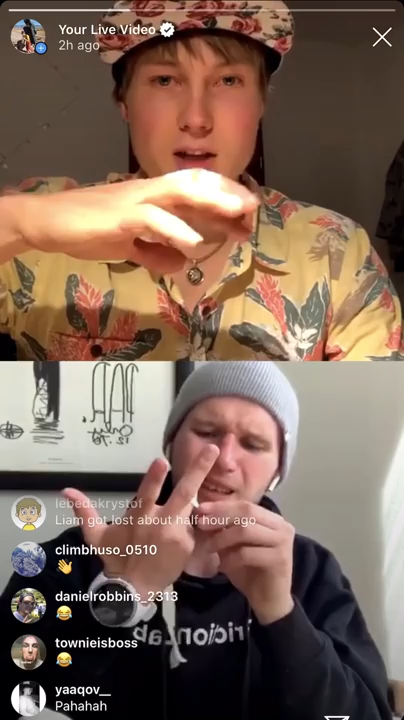 Your Live Video
2h ago
lebedakrystof
Liam got lost about half hour ago
climbhuso_0510
👋
danielrobbins_2313
😂
townieisboss
😂
yaaqov__
Pahahah